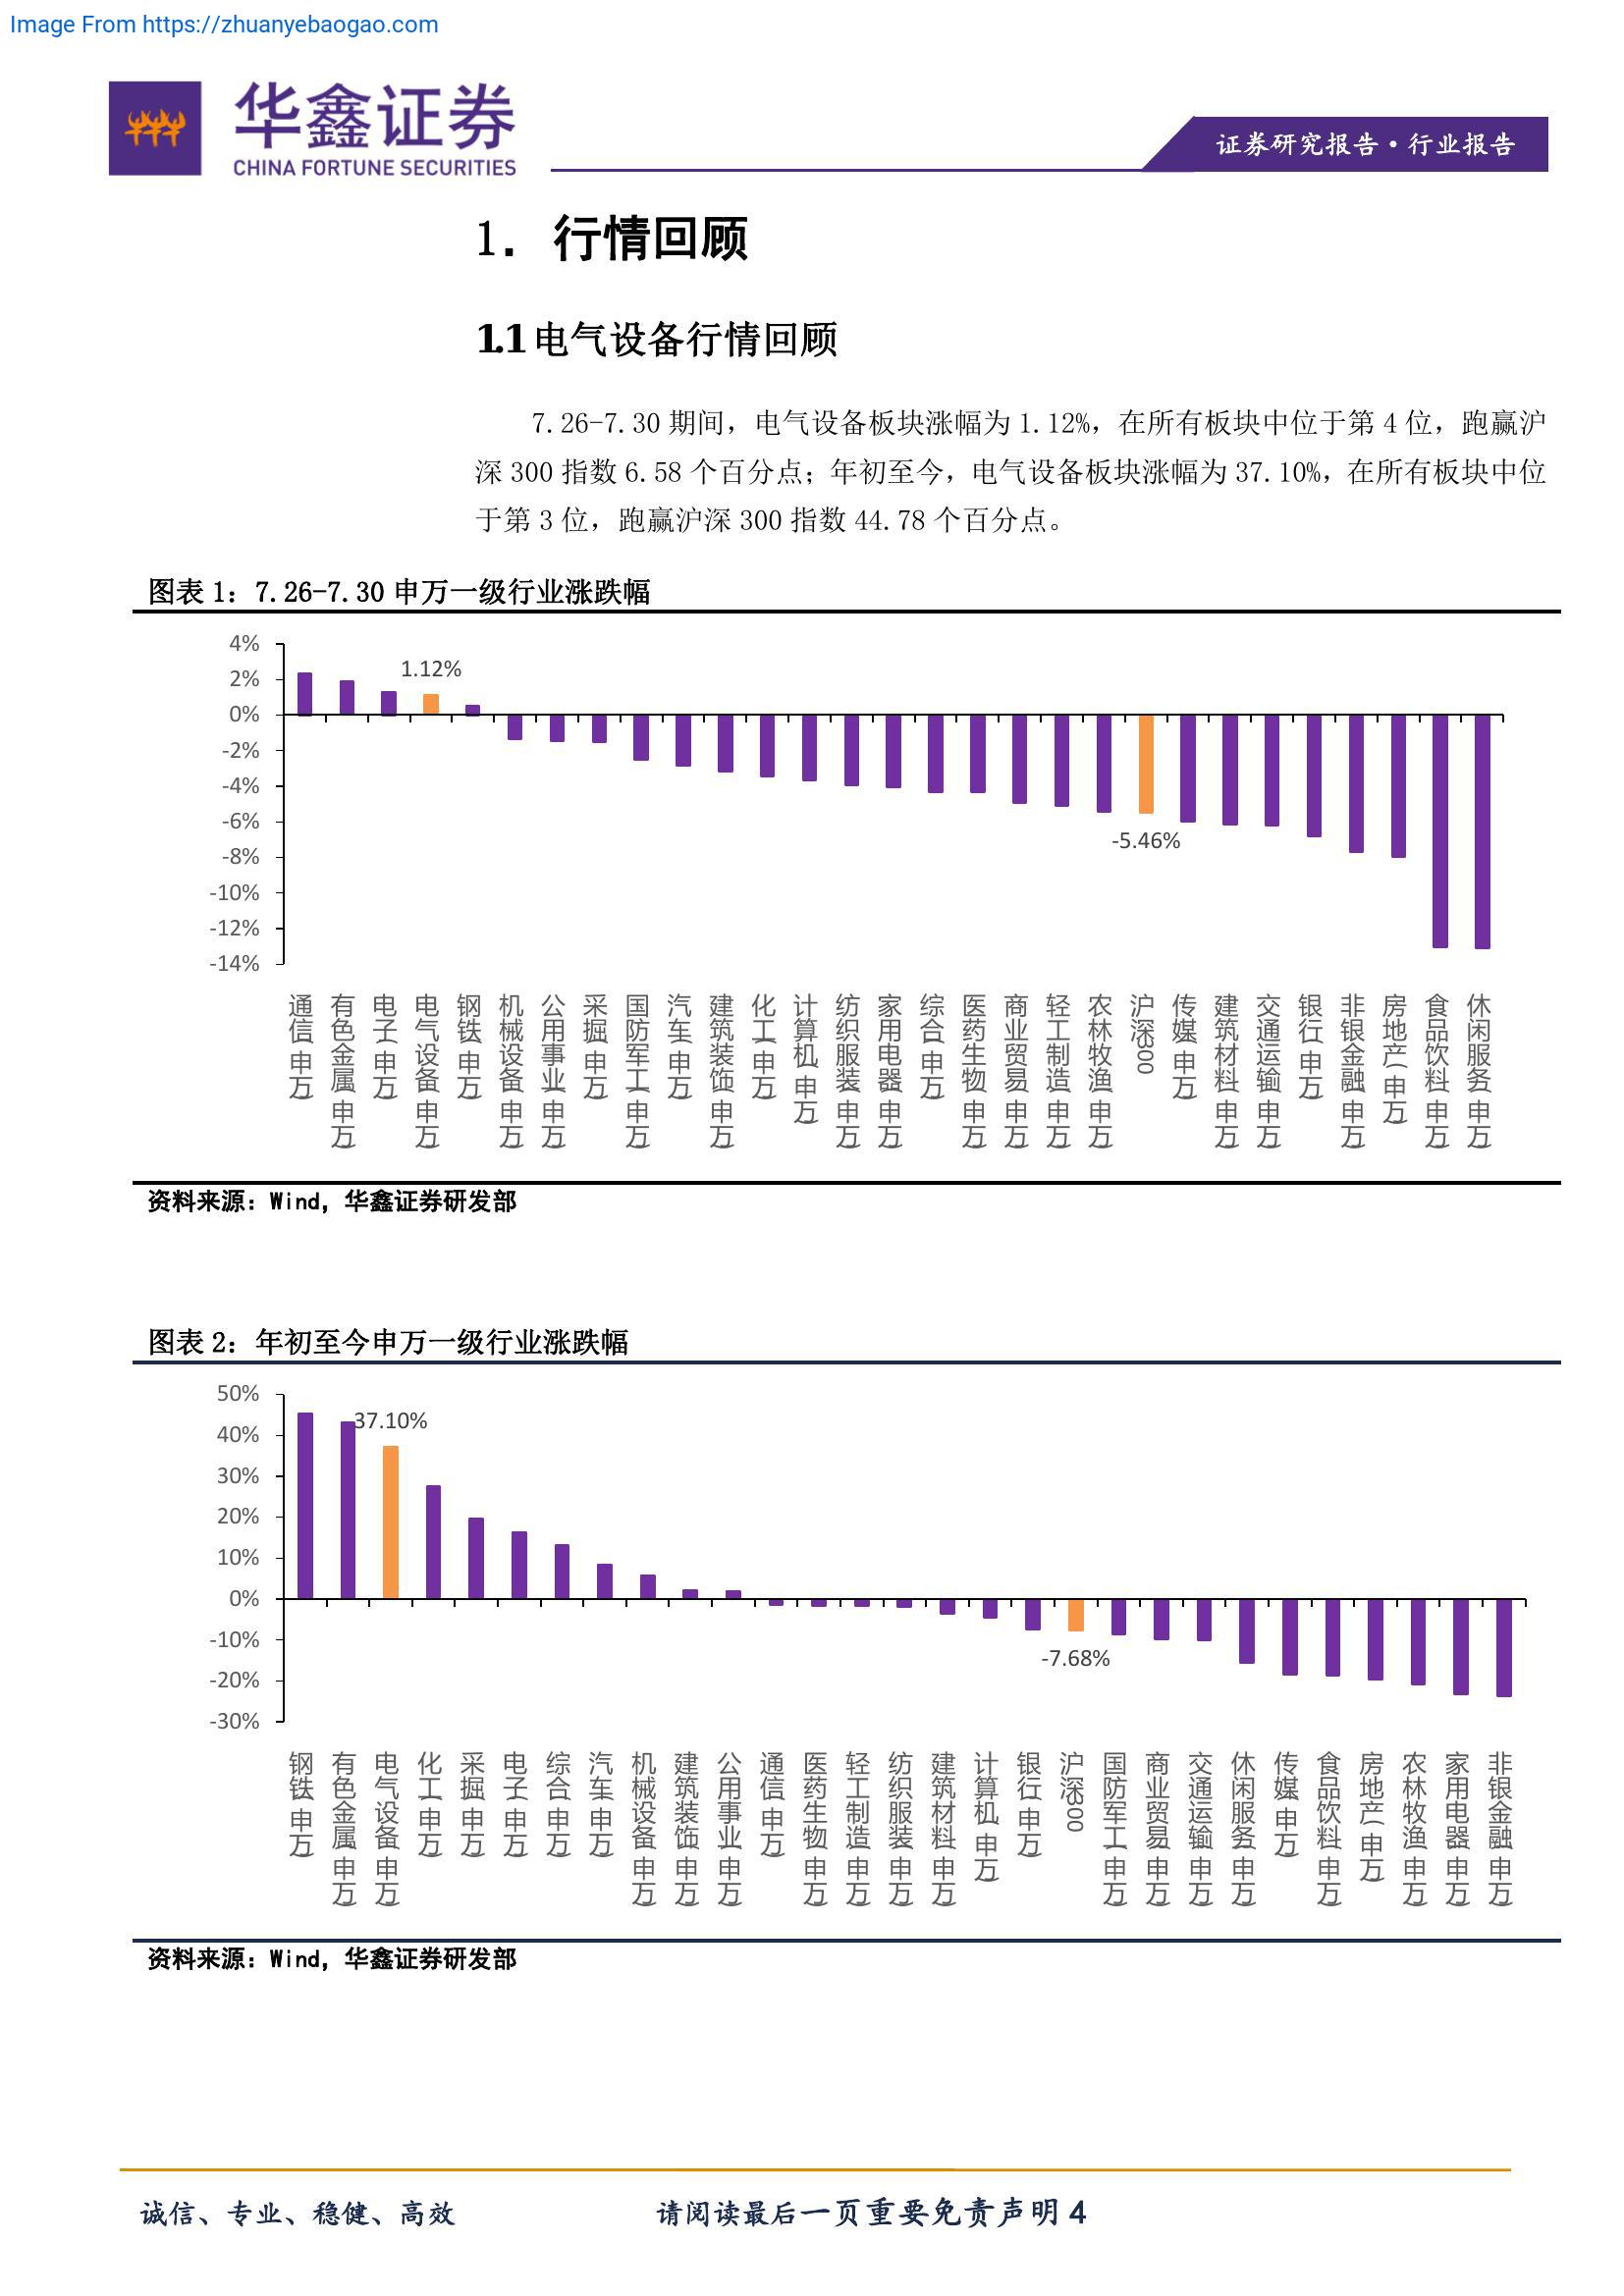 Image From https://zhuanyebaogao.com
华鑫证券
CHINA FORTUNE SECURITIES
证券研究报告·行业报告
1. 行情回顾
1.1电气设备行情回顾
7.26-7.30 期间，电气设备板块涨幅为 1.12%，在所有板块中位于第 4 位，跑赢沪
深 300 指数 6.58 个百分点；年初至今，电气设备板块涨幅为 37.10%，在所有板块中位
于第 3 位，跑赢沪深 300 指数 44.78 个百分点。
图表 1：7.26-7.30 申万一级行业涨跌幅
4%
2%
0%
-2%
-4%
-6%
-8%
-10%
-12%
-14%
1.12%
-5.46%
通信(申万)
有色金属(申万)
电子(申万)
电气设备(申万)
钢铁(申万)
机械设备(申万)
公用事业(申万)
采掘(申万)
国防军工(申万)
汽车(申万)
建筑装饰(申万)
化工(申万)
计算机(申万)
纺织服装(申万)
家用电器(申万)
综合(申万)
医药生物(申万)
商业贸易(申万)
轻工制造(申万)
农林牧渔(申万)
沪深300
传媒(申万)
建筑材料(申万)
交通运输(申万)
银行(申万)
非银金融(申万)
房地产(申万)
食品饮料(申万)
休闲服务(申万)
资料来源：Wind，华鑫证券研发部
图表 2：年初至今申万一级行业涨跌幅
50%
40%
30%
20%
10%
0%
-10%
-20%
-30%
37.10%
-7.68%
钢铁(申万)
有色金属(申万)
电气设备(申万)
化工(申万)
采掘(申万)
电子(申万)
综合(申万)
汽车(申万)
机械设备(申万)
建筑装饰(申万)
公用事业(申万)
通信(申万)
医药生物(申万)
轻工制造(申万)
纺织服装(申万)
建筑材料(申万)
计算机(申万)
银行(申万)
沪深300
国防军工(申万)
商业贸易(申万)
交通运输(申万)
休闲服务(申万)
传媒(申万)
食品饮料(申万)
房地产(申万)
农林牧渔(申万)
家用电器(申万)
非银金融(申万)
资料来源：Wind，华鑫证券研发部
诚信、专业、稳健、高效
请阅读最后一页重要免责声明 4